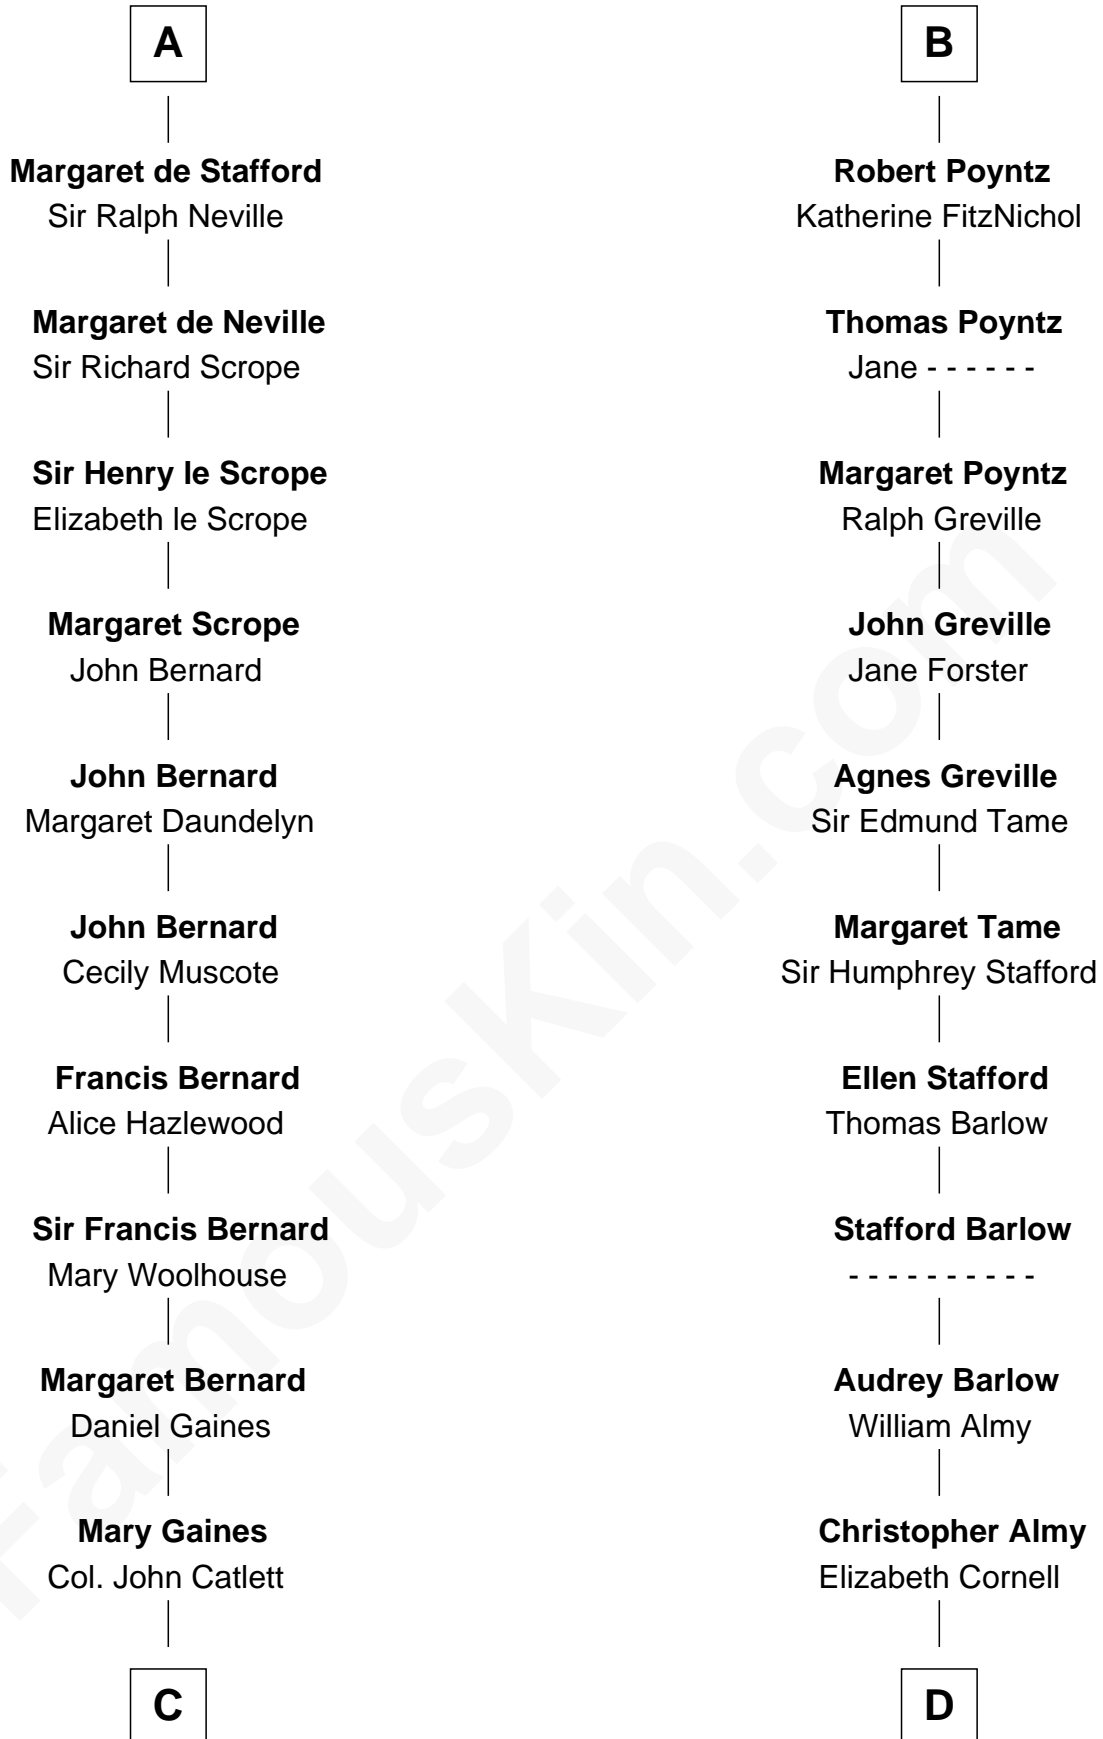 A
Margaret de Stafford
Sir Ralph Neville
Margaret de Neville
Sir Richard Scrope
Sir Henry le Scrope
Elizabeth le Scrope
Margaret Scrope
John Bernard
John Bernard
Margaret Daundelyn
John Bernard
Cecily Muscote
Francis Bernard
Alice Hazlewood
Sir Francis Bernard
Mary Woolhouse
Margaret Bernard
Daniel Gaines
Mary Gaines
Col. John Catlett
C
B
Robert Poyntz
Katherine FitzNichol
Thomas Poyntz
Jane - - - - - -
Margaret Poyntz
Ralph Greville
John Greville
Jane Forster
Agnes Greville
Sir Edmund Tame
Margaret Tame
Sir Humphrey Stafford
Ellen Stafford
Thomas Barlow
Stafford Barlow
- - - - - - - - - -
Audrey Barlow
William Almy
Christopher Almy
Elizabeth Cornell
D
FamousKin.com